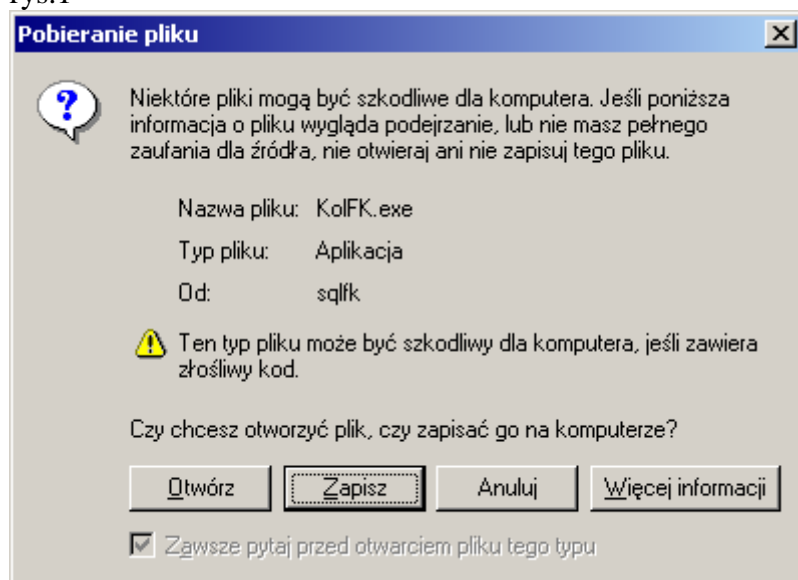 rys.1
Pobieranie pliku
Niektóre pliki mogą być szkodliwe dla komputera. Jeśli poniższa
informacja o pliku wygląda podejrzanie, lub nie masz pełnego
zaufania dla źródła, nie otwieraj ani nie zapisuj tego pliku.
Nazwa pliku: KolFK.exe
Typ pliku: Aplikacja
Od: sqlfk
Ten typ pliku może być szkodliwy dla komputera, jeśli zawiera
złośliwy kod.
Czy chcesz otworzyć plik, czy zapisać go na komputerze?
Otwórz Zapisz Anuluj Więcej informacji
Zawsze pytaj przed otwarciem pliku tego typu